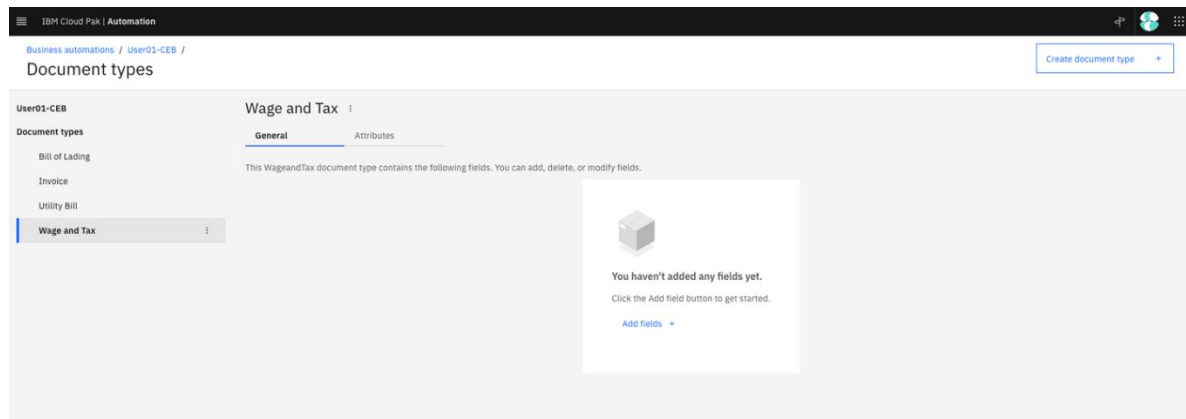 IBM Cloud Pak | Automation
Business automations / User01-CEB /
Document types
Create document type +
User01-CEB
Document types
Bill of Lading
Invoice
Utility Bill
Wage and Tax
Wage and Tax
General Attributes
This WageandTax document type contains the following fields. You can add, delete, or modify fields.
You haven't added any fields yet.
Click the Add field button to get started.
Add fields +